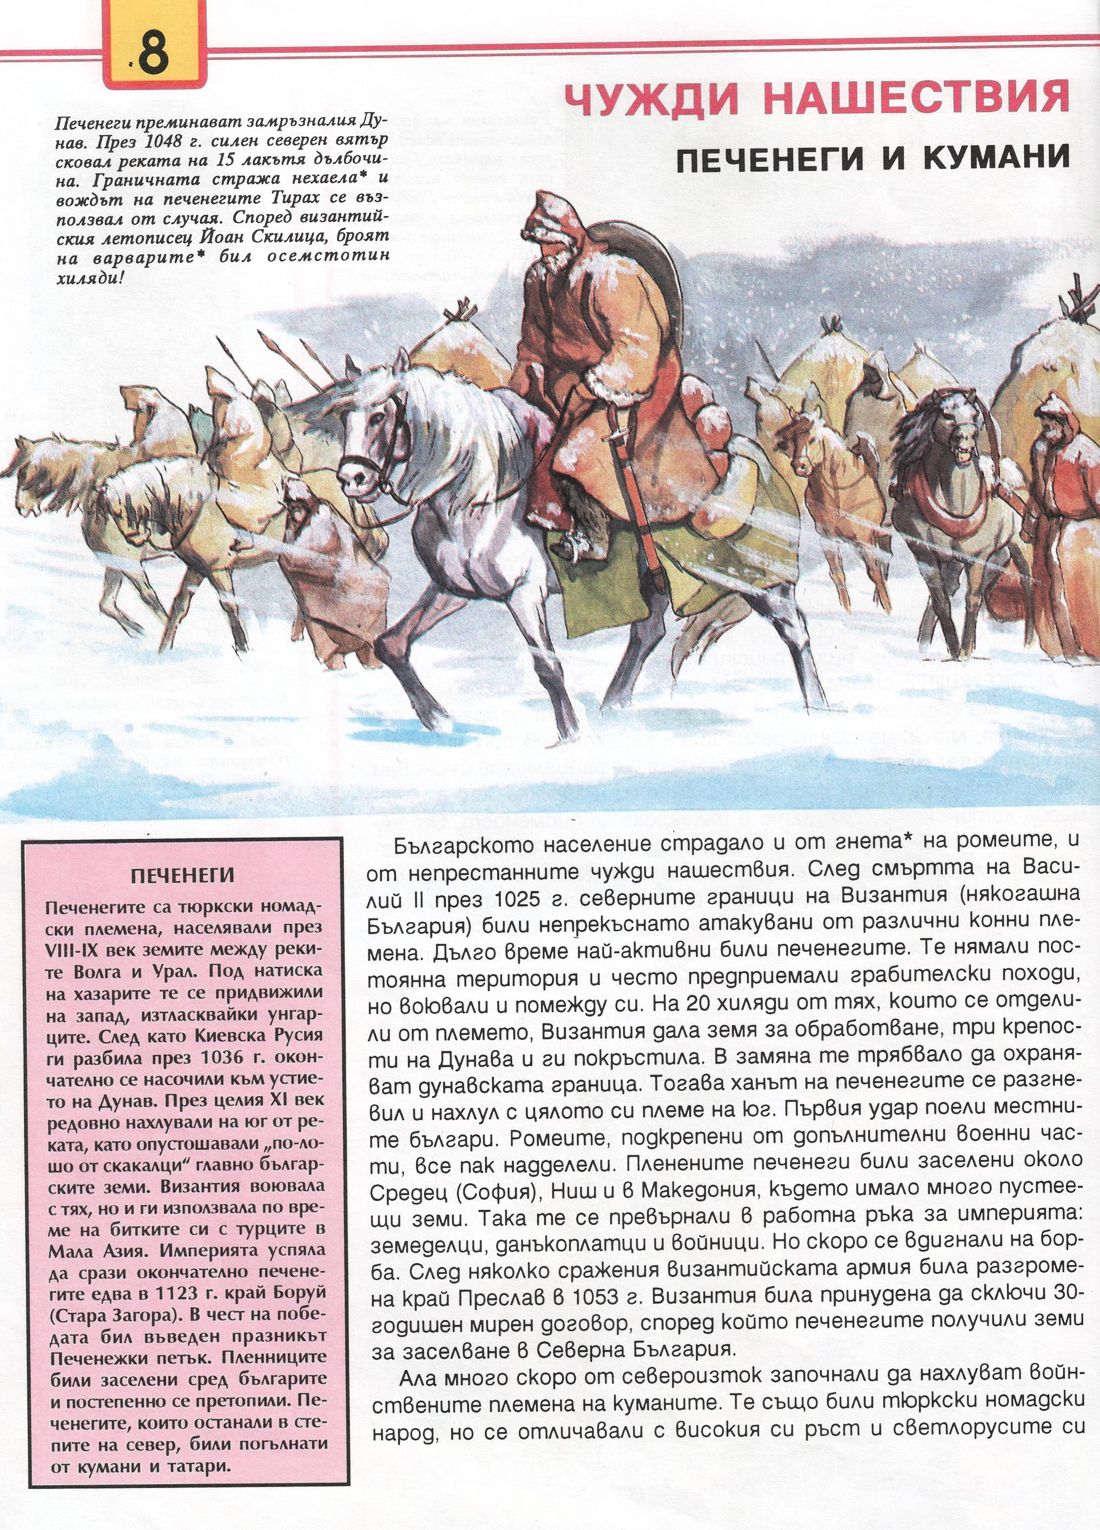 8
ЧУЖДИ НАШЕСТВИЯ
ПЕЧЕНЕГИ И КУМАНИ
Печенеги преминават замръзналия Ду-
нав. През 1048 г. силен северен вятър
сковал реката на 15 лакътя дълбочи-
на. Граничната стража нехаела* и
вождът на печенегите Тирах се въз-
ползвал от случая. Според византий-
ския летописец Йоан Скилица, броят
на варварите* бил осемстотин
хиляди!
ПЕЧЕНЕГИ
Печенегите са тюркски номад-
ски племена, населявали през
VIII-IX век земите между реки-
те Волга и Урал. Под натиска
на хазарите те се придвижили
на запад, изтласквайки унгар-
ците. След като Киевска Русия
ги разбила през 1036 г. окон-
чателно се насочили към устие-
то на Дунав. През целия XI век
редовно нахлували на юг от ре-
ката, като опустошавали „по-ло-
шо от скакалци“ главно българ-
ските земи. Византия воювала
с тях, но и ги използвала по вре-
ме на битките си с турците в
Мала Азия. Империята успяла
да срази окончателно печене-
гите едва в 1123 г. край Боруй
(Стара Загора). В чест на побе-
дата бил въведен празникът
Печенежки петък. Пленниците
били заселени сред българите
и постепенно се претопили. Пе-
ченегите, които останали в сте-
пите на север, били погълнати
от кумани и татари.
Българското население страдало и от гнета* на ромеите, и
от непрестанните чужди нашествия. След смъртта на Васи-
лий II през 1025 г. северните граници на Византия (някогашна
България) били непрекъснато атакувани от различни конни пле-
мена. Дълго време най-активни били печенегите. Те нямали пос-
тоянна територия и често предприемали грабителски походи,
но воювали и помежду си. На 20 хиляди от тях, които се отдели-
ли от племето, Византия дала земя за обработване, три крепос-
ти на Дунава и ги покръстила. В замяна те трябвало да охраня-
ват дунавската граница. Тогава ханът на печенегите се разгне-
вил и нахлул с цялото си племе на юг. Първия удар поели местни-
те българи. Ромеите, подкрепени от допълнителни военни час-
ти, все пак надделели. Пленените печенеги били заселени около
Средец (София), Ниш и в Македония, където имало много пустее-
щи земи. Така те се превърнали в работна ръка за империята:
земеделци, данъкоплатци и войници. Но скоро се вдигнали на бор-
ба. След няколко сражения византийската армия била разгроме-
на край Преслав в 1053 г. Византия била принудена да сключи 30-
годишен мирен договор, според който печенегите получили земи
за заселване в Северна България.
Ала много скоро от североизток започнали да нахлуват войн-
ствените племена на куманите. Те също били тюркски номадски
народ, но се отличавали с високия си ръст и светлорусите си